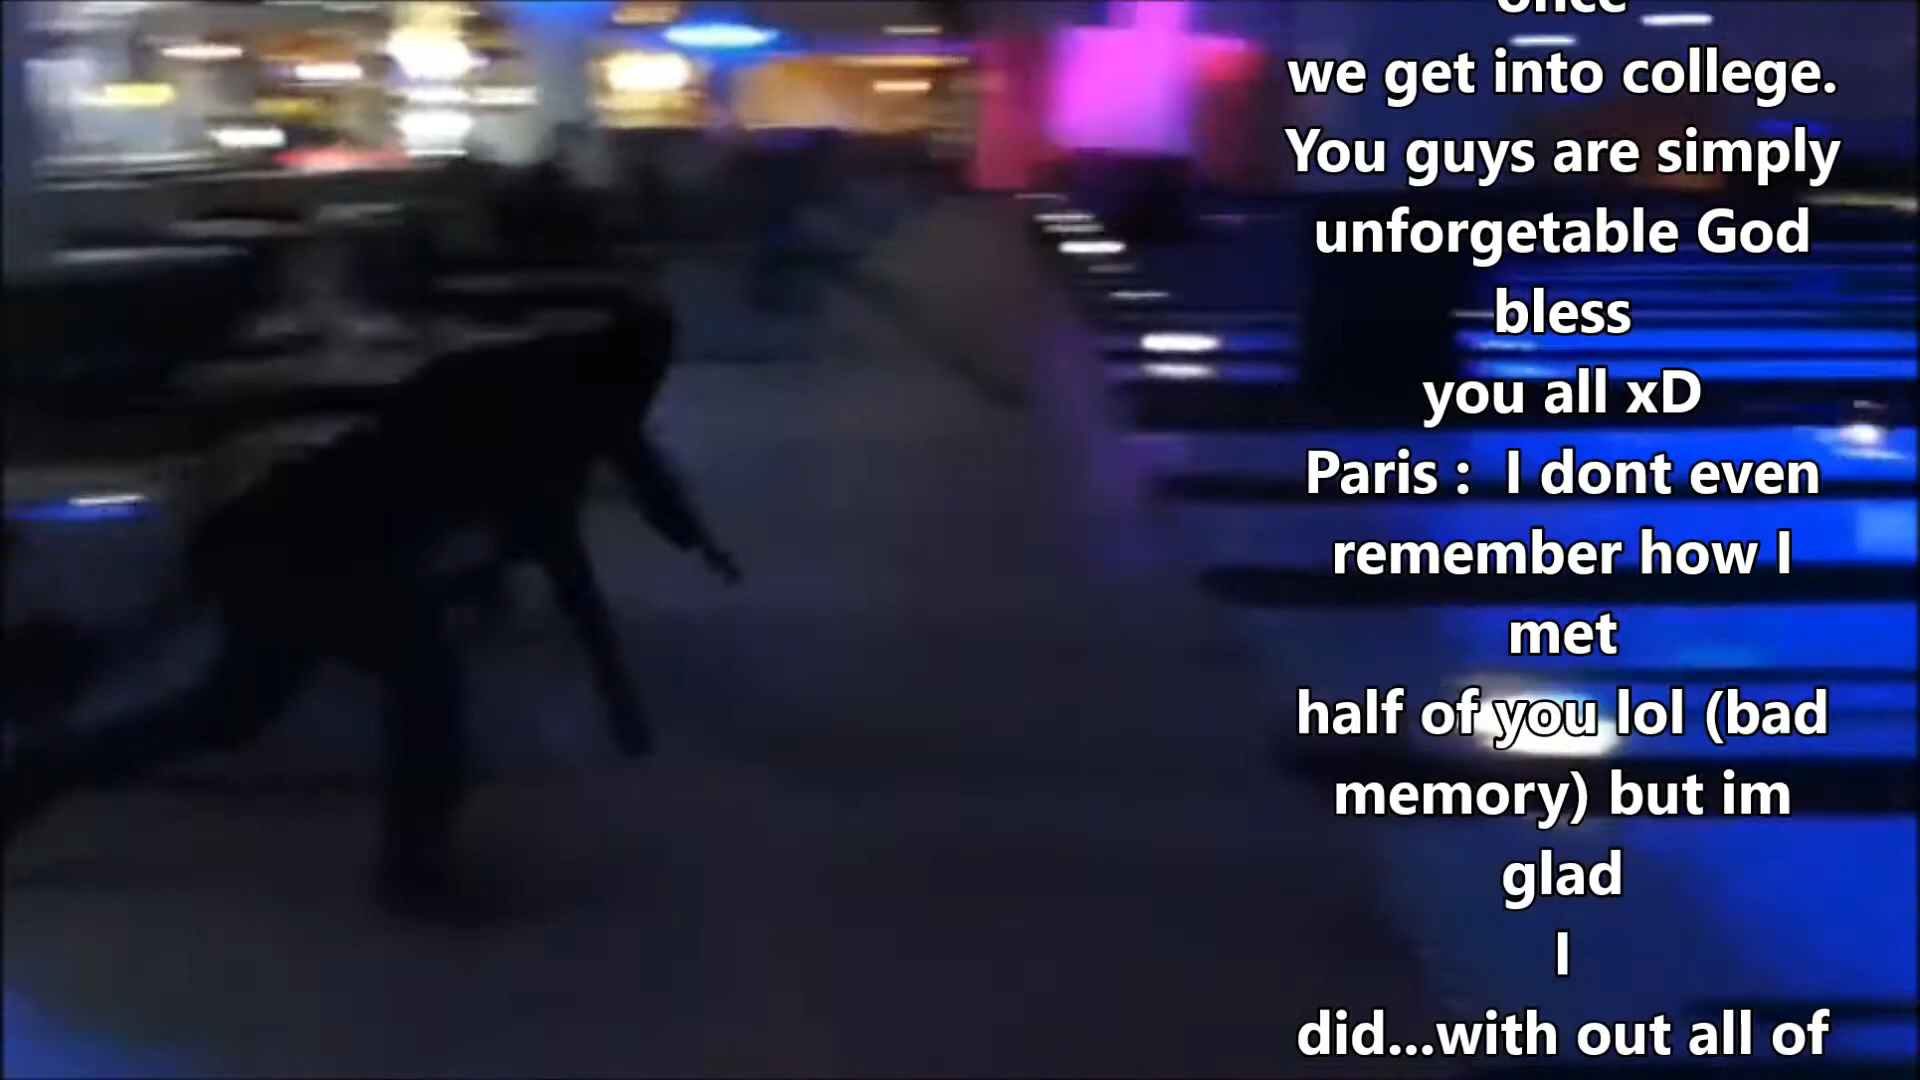 once
we get into college.
You guys are simply
unforgetable God
bless
you all xD
Paris :  I dont even
remember how I
met
half of you lol (bad
memory) but im
glad
I
did...with out all of